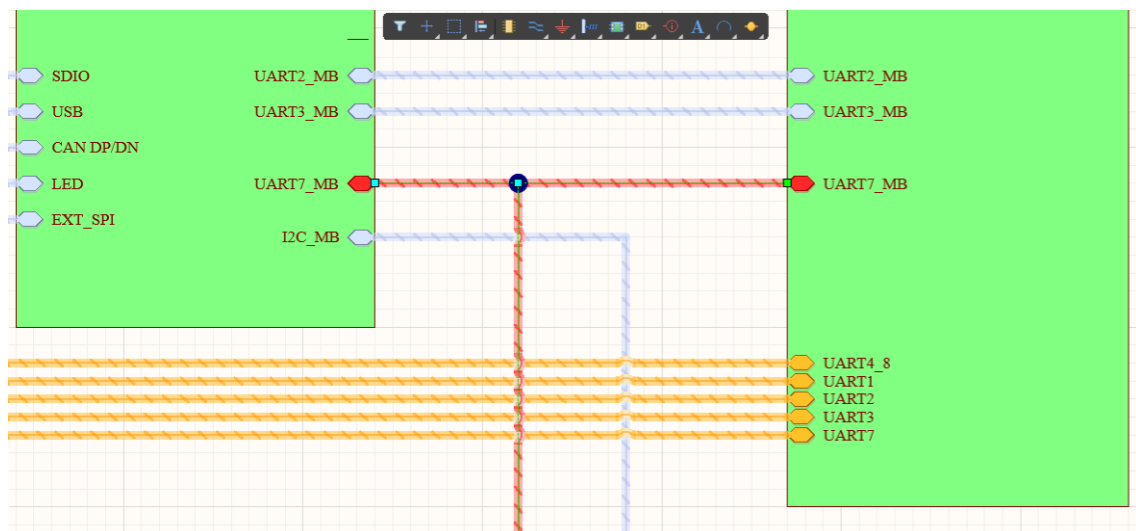 SDIO
UART2_MB
UART2_MB
USB
UART3_MB
UART3_MB
CAN DP/DN
LED
UART7_MB
UART7_MB
EXT_SPI
I2C_MB
UART4_8
UART1
UART2
UART3
UART7